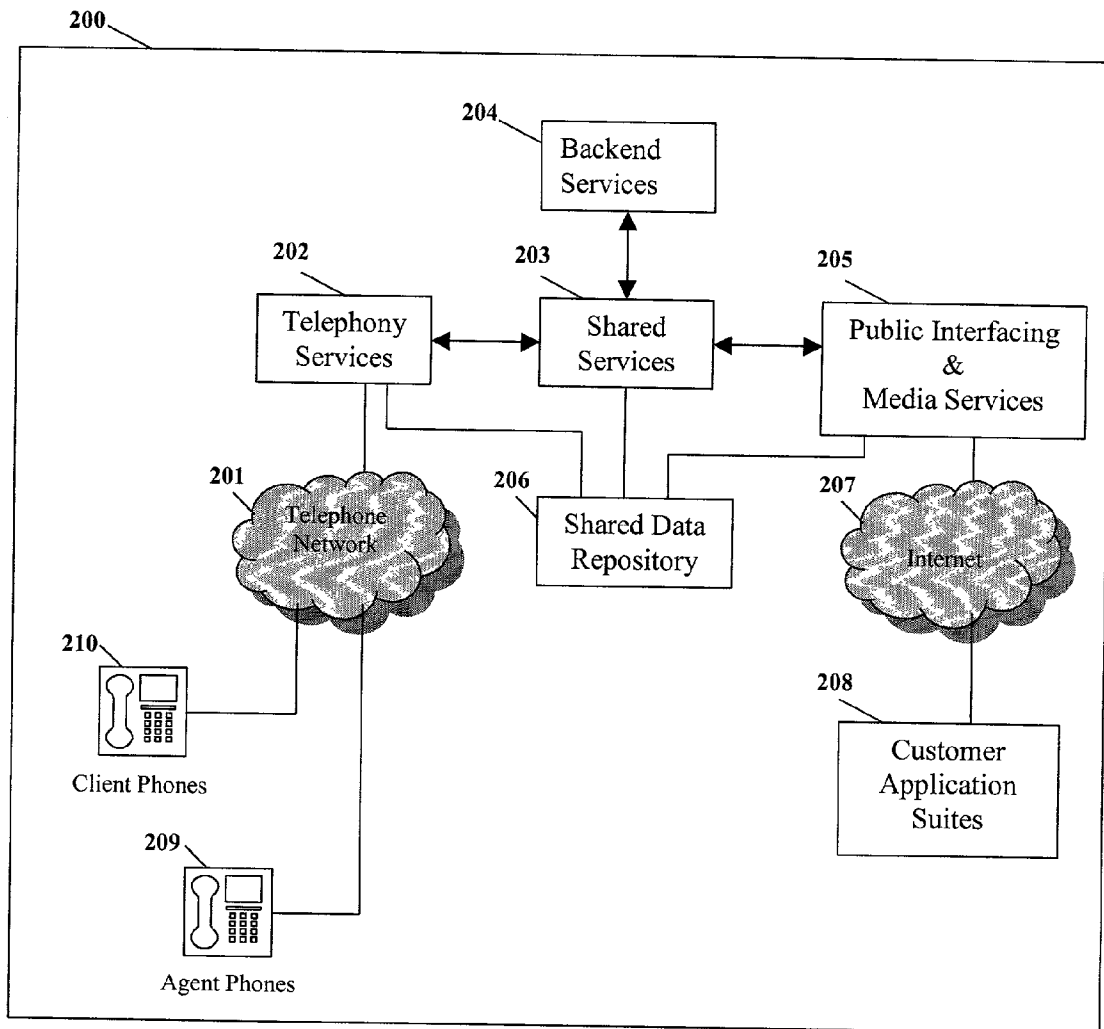 200
204
Backend
Services
202
203
205
Telephony
Services
Shared
Services
Public Interfacing
&
Media Services
201
206
207
Telephone
Network
Shared Data
Repository
Internet
210
208
Client Phones
Customer
Application
Suites
209
Agent Phones